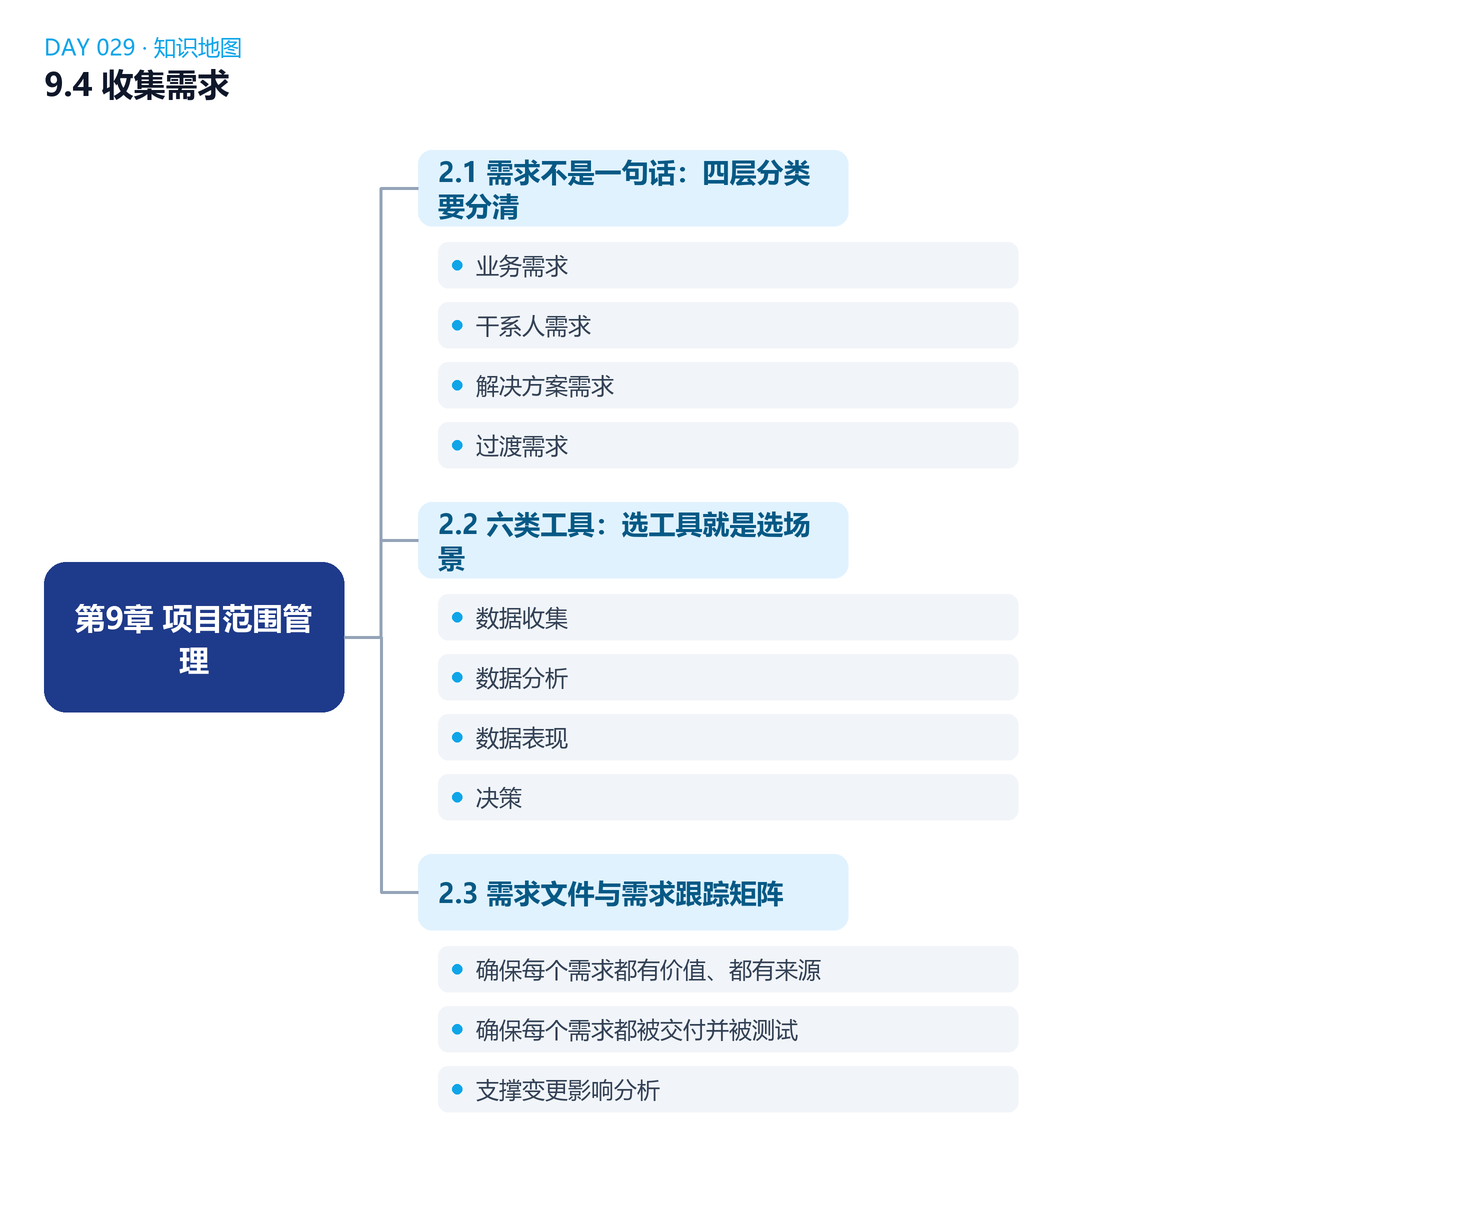 DAY 029 · 知识地图
9.4 收集需求
2.1 需求不是一句话：四层分类
要分清
业务需求
干系人需求
解决方案需求
过渡需求
2.2 六类工具：选工具就是选场
景
第9章 项目范围管
理
数据收集
数据分析
数据表现
决策
2.3 需求文件与需求跟踪矩阵
确保每个需求都有价值、都有来源
确保每个需求都被交付并被测试
支撑变更影响分析